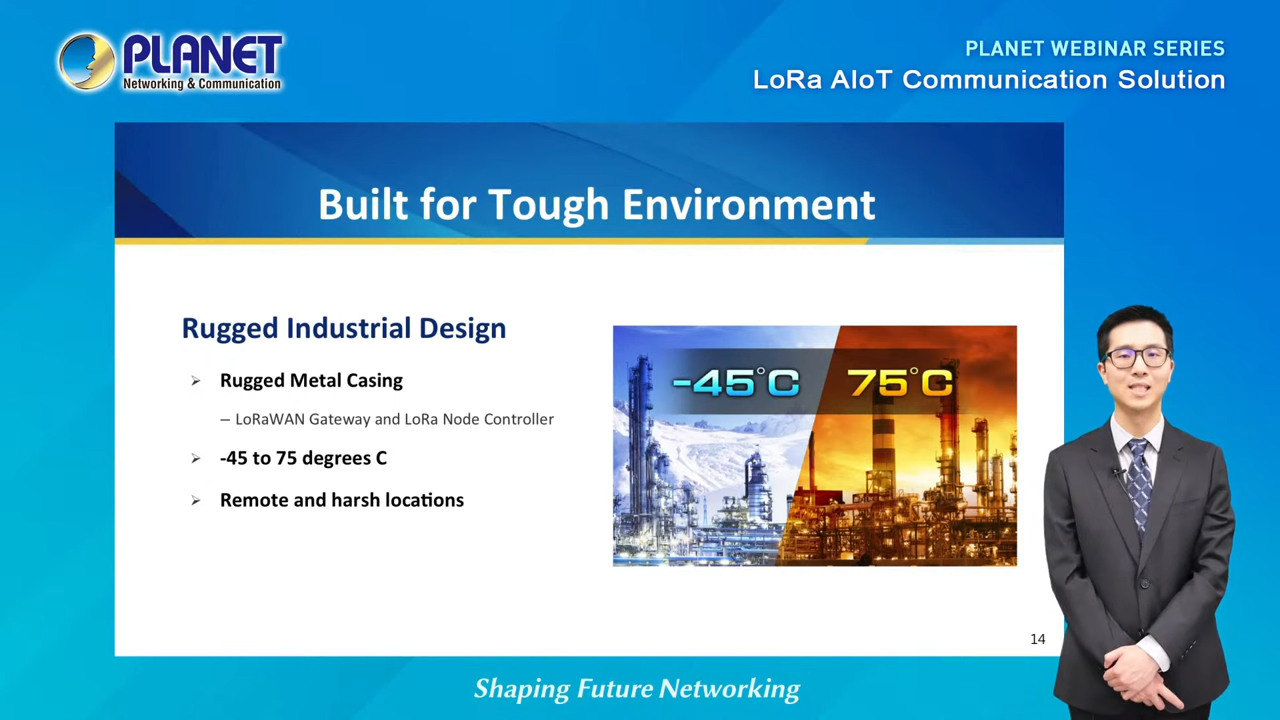 PLANET
Networking & Communication
PLANET WEBINAR SERIES
LoRa AIoT Communication Solution
Built for Tough Environment
Rugged Industrial Design
➢ Rugged Metal Casing
– LoRaWAN Gateway and LoRa Node Controller
➢ -45 to 75 degrees C
➢ Remote and harsh locations
-45°C 75°C
14
Shaping Future Networking